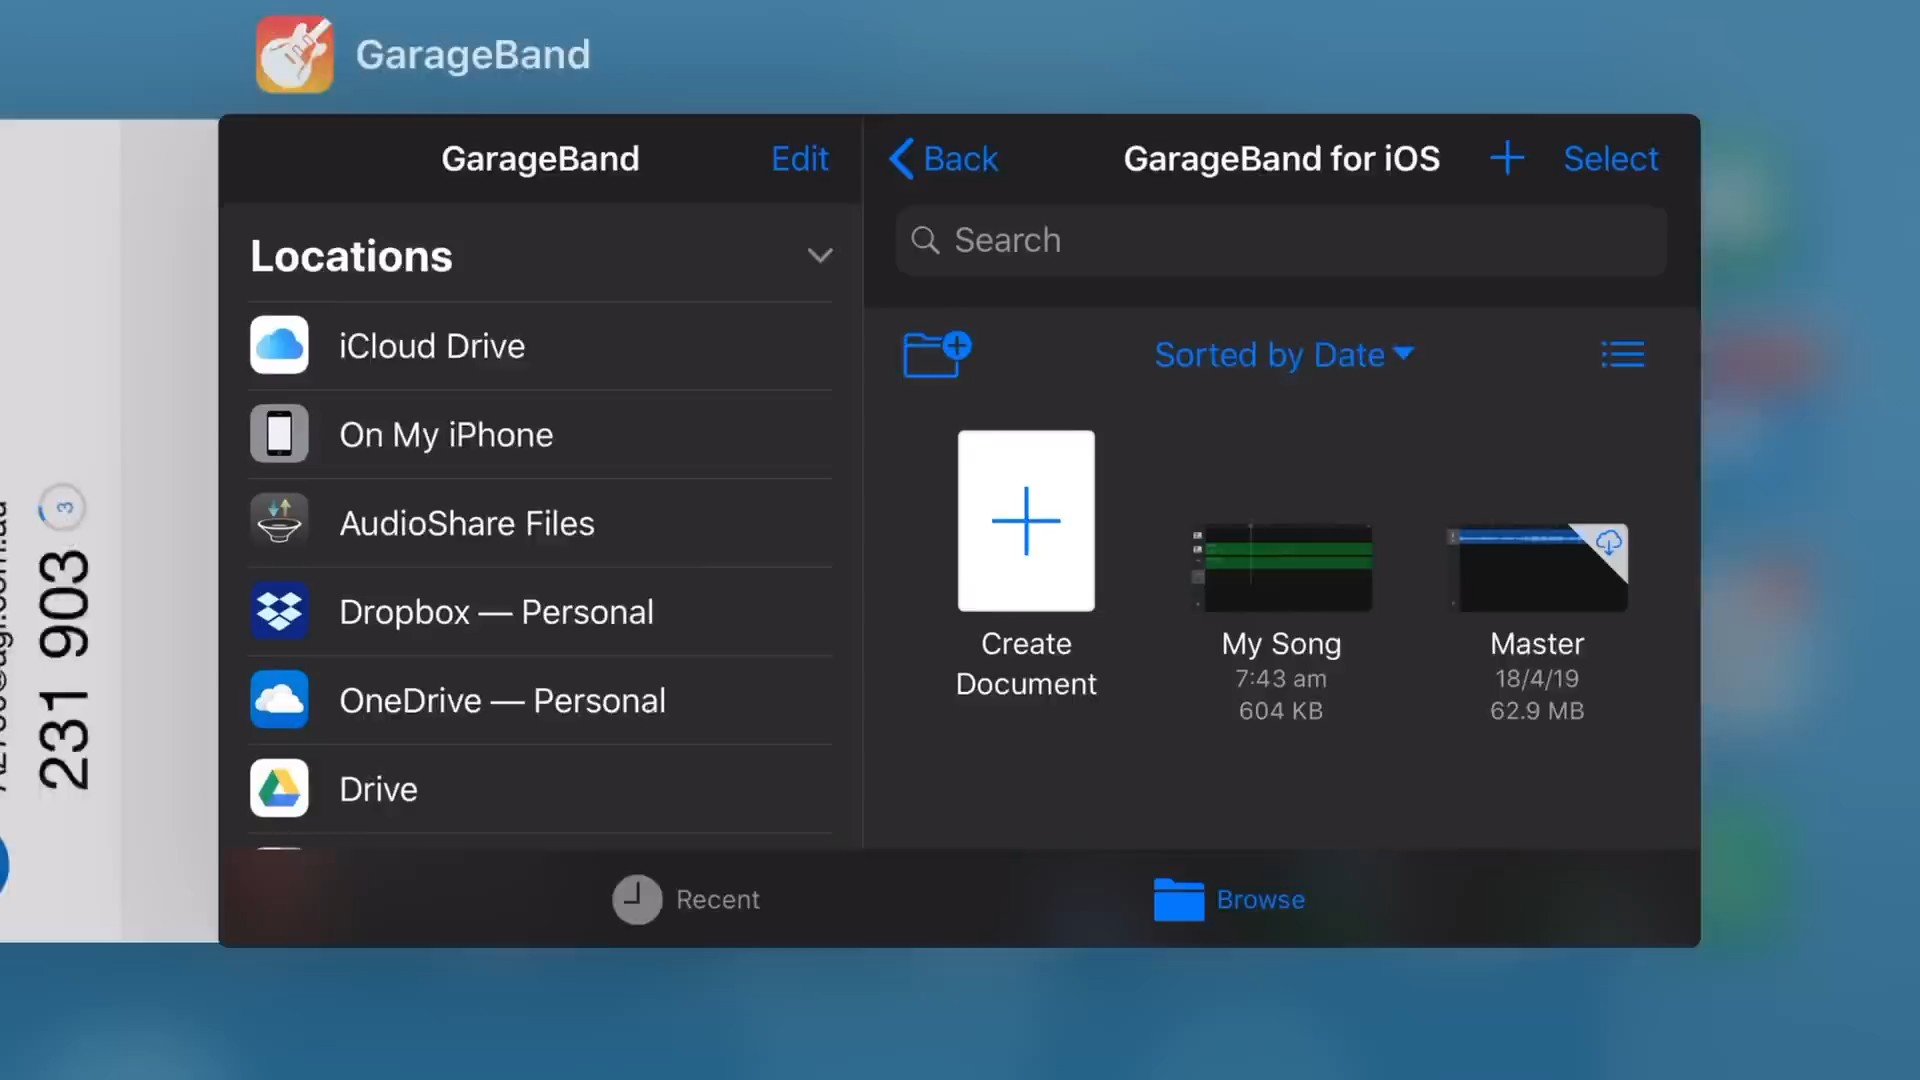 GarageBand
GarageBand
Edit
Locations
iCloud Drive
On My iPhone
AudioShare Files
Dropbox — Personal
OneDrive — Personal
Drive
Back
GarageBand for iOS
Select
Search
Sorted by Date
Create
Document
My Song
7:43 am
604 KB
Master
18/4/19
62.9 MB
Recent
Browse
231 903
3